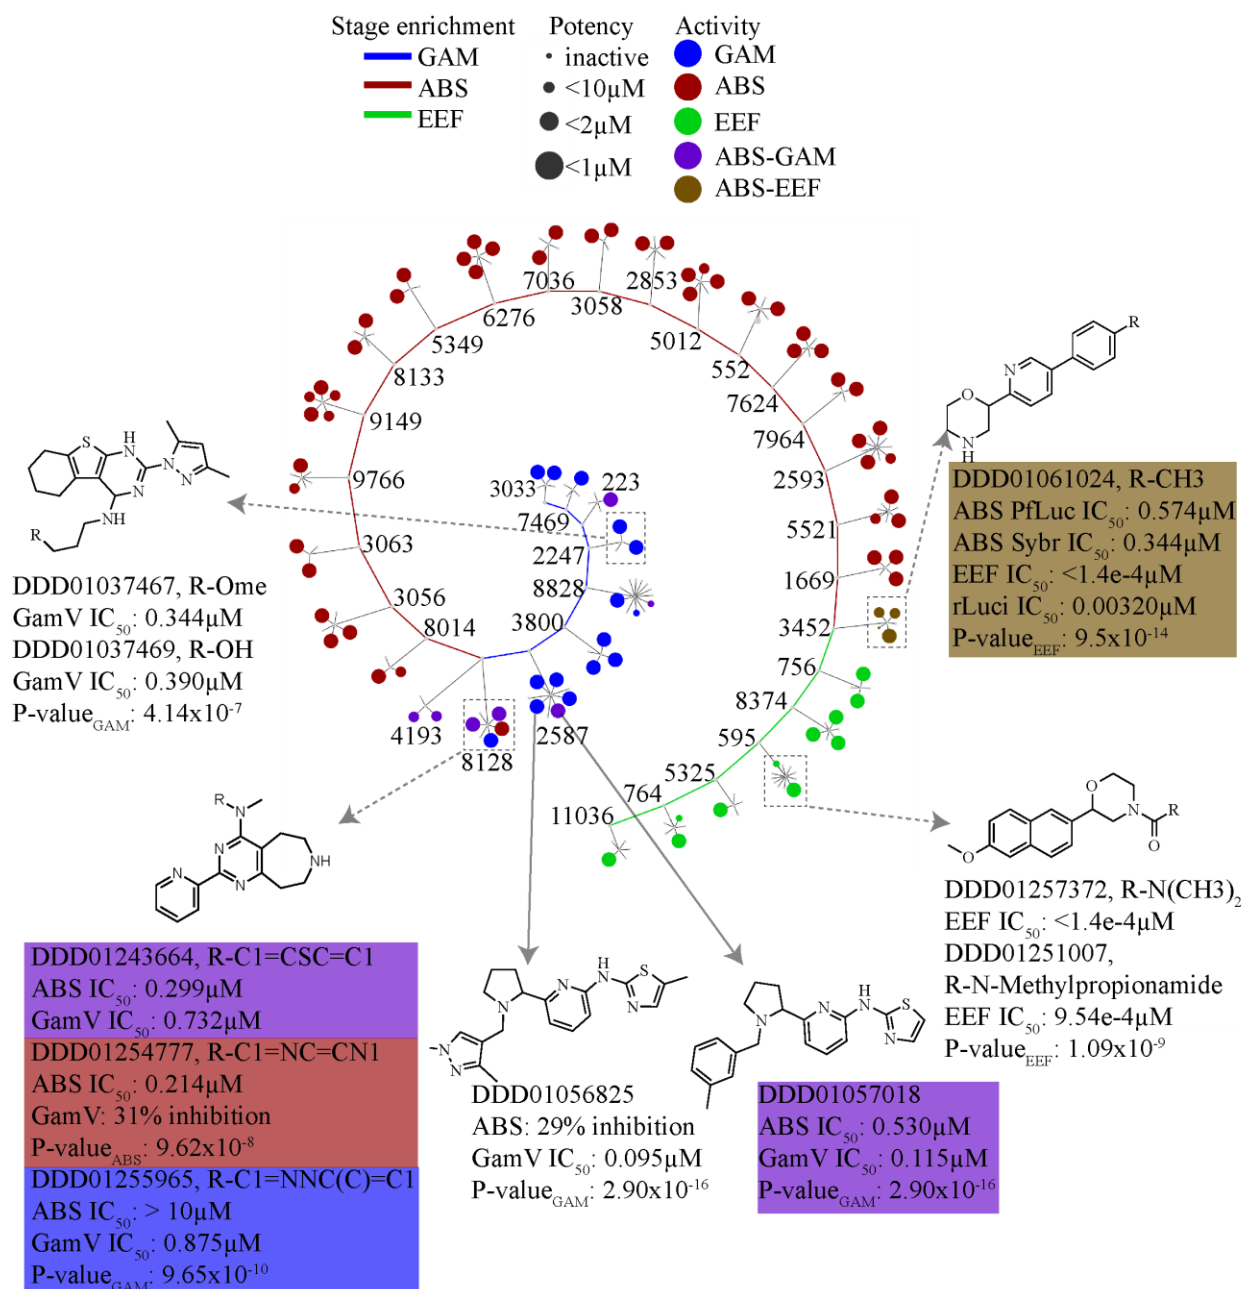 Stage enrichment
GAM
ABS
EEF
Potency
inactive
<10µM
<2µM
<1µM
Activity
GAM
ABS
EEF
ABS-GAM
ABS-EEF
7036
3058
2853
6276
5012
5349
552
8133
7624
9149
7964
9766
2593
3033
223
7469
5521
2247
3063
8828
1669
3056
3800
3452
8014
756
8374
4193
2587
595
8128
5325
764
11036
S
H
N
N
N
N
N
NH
R
DDD01037467, R-Ome
GamV IC50: 0.344µM
DDD01037469, R-OH
GamV IC50: 0.390µM
P-valueGAM: 4.14x10-7
R
N
O
N
H
DDD01061024, R-CH3
ABS PfLuc IC50: 0.574µM
ABS Sybr IC50: 0.344µM
EEF IC50: <1.4e-4µM
rLuci IC50: 0.00320µM
P-valueEEF: 9.5x10-14
R
N
N
NH
N
N
DDD01243664, R-C1=CSC=C1
ABS IC50: 0.299µM
GamV IC50: 0.732µM
DDD01254777, R-C1=NC=CN1
ABS IC50: 0.214µM
GamV: 31% inhibition
P-valueABS: 9.62x10-8
DDD01255965, R-C1=NNC(C)=C1
ABS IC50: > 10µM
GamV IC50: 0.875µM
P-valueGAM: 9.65x10-10
H
N
S
N
N
N
N
N
DDD01056825
ABS: 29% inhibition
GamV IC50: 0.095µM
P-valueGAM: 2.90x10-16
H
N
S
N
N
N
DDD01057018
ABS IC50: 0.530µM
GamV IC50: 0.115µM
P-valueGAM: 2.90x10-16
O
N
R
O
O
DDD01257372, R-N(CH3)2
EEF IC50: <1.4e-4µM
DDD01251007,
R-N-Methylpropionamide
EEF IC50: 9.54e-4µM
P-valueEEF: 1.09x10-9